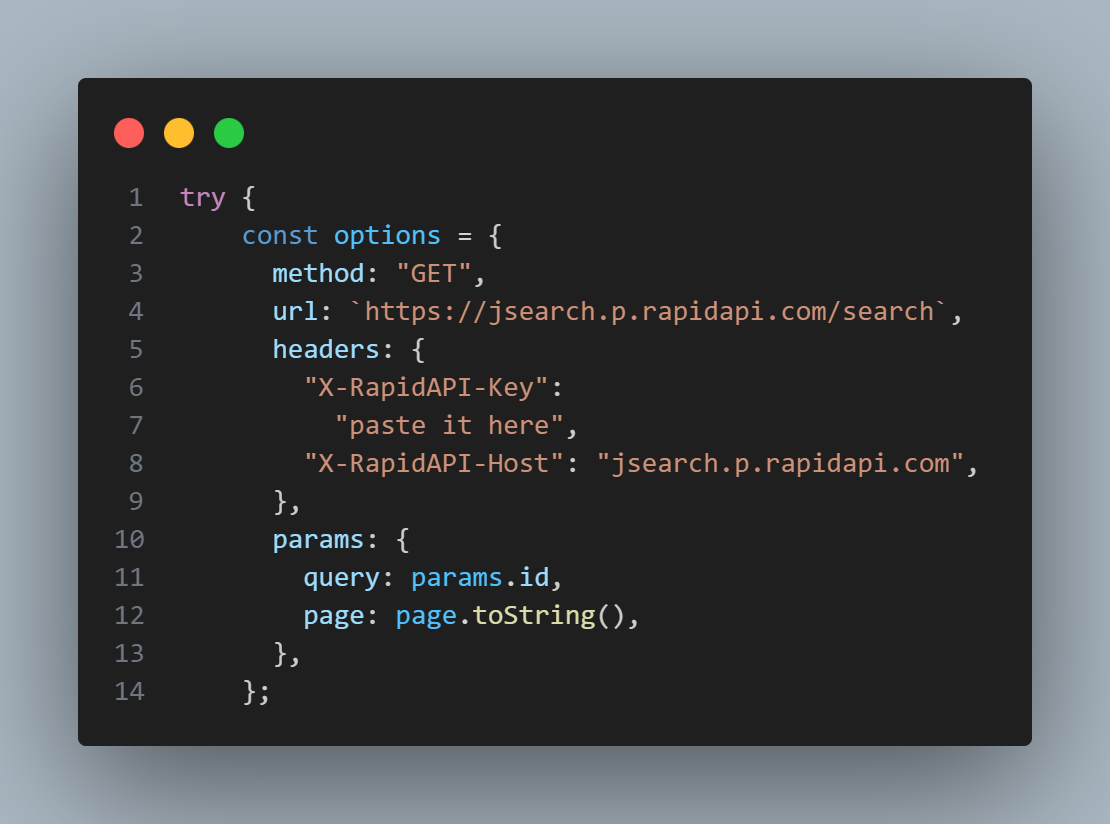 1 try {
2     const options = {
3       method: "GET",
4       url: `https://jsearch.p.rapidapi.com/search`,
5       headers: {
6         "X-RapidAPI-Key":
7           "paste it here",
8         "X-RapidAPI-Host": "jsearch.p.rapidapi.com",
9       },
10       params: {
11         query: params.id,
12         page: page.toString(),
13       },
14     };